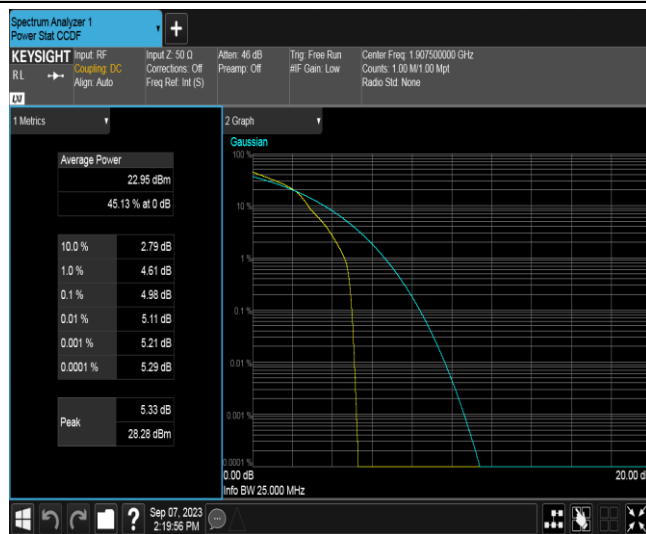 Spectrum Analyzer 1
Power Stat CCDF
+
KEYSIGHT
RL
LXI
Input: RF
Coupling: DC
Align: Auto
Input Z: 50 Ω
Corrections: Off
Freq Ref: Int (S)
Atten: 46 dB
Preamp: Off
Trig: Free Run
#IF Gain: Low
Center Freq: 1.907500000 GHz
Counts: 1.00 M/1.00 Mpt
Radio Std: None
1 Metrics
Average Power
22.95 dBm
45.13 % at 0 dB
10.0 % 2.79 dB
1.0 % 4.61 dB
0.1 % 4.98 dB
0.01 % 5.11 dB
0.001 % 5.21 dB
0.0001 % 5.29 dB
Peak
5.33 dB
28.28 dBm
2 Graph
Gaussian
100 %
10 %
1 %
0.1 %
0.01 %
0.001 %
0.0001 %
0.00 dB 20.00 d
Info BW 25.000 MHz
?
Sep 07, 2023
2:19:56 PM